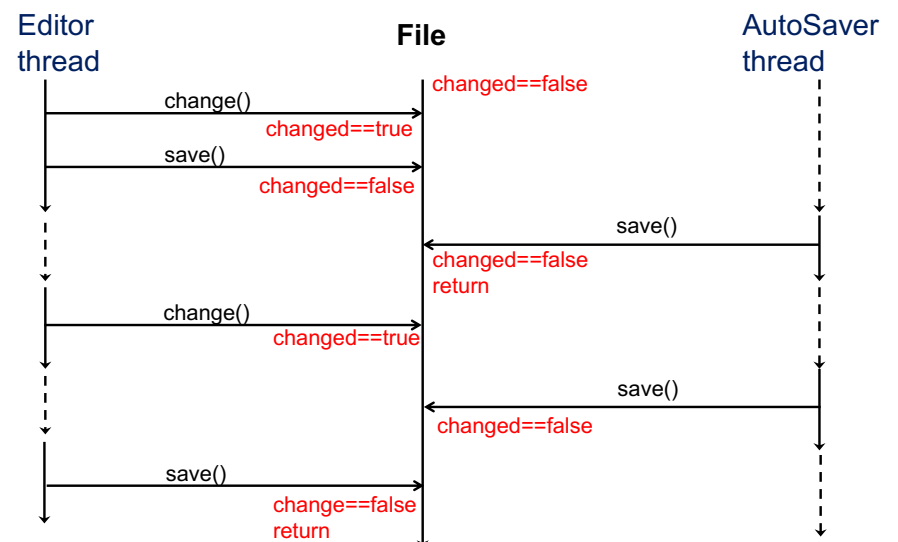 Editor
thread
File
AutoSaver
thread
changed==false
change()
changed==true
save()
changed==false
save()
changed==false
return
change()
changed==true
save()
changed==false
save()
change==false
return